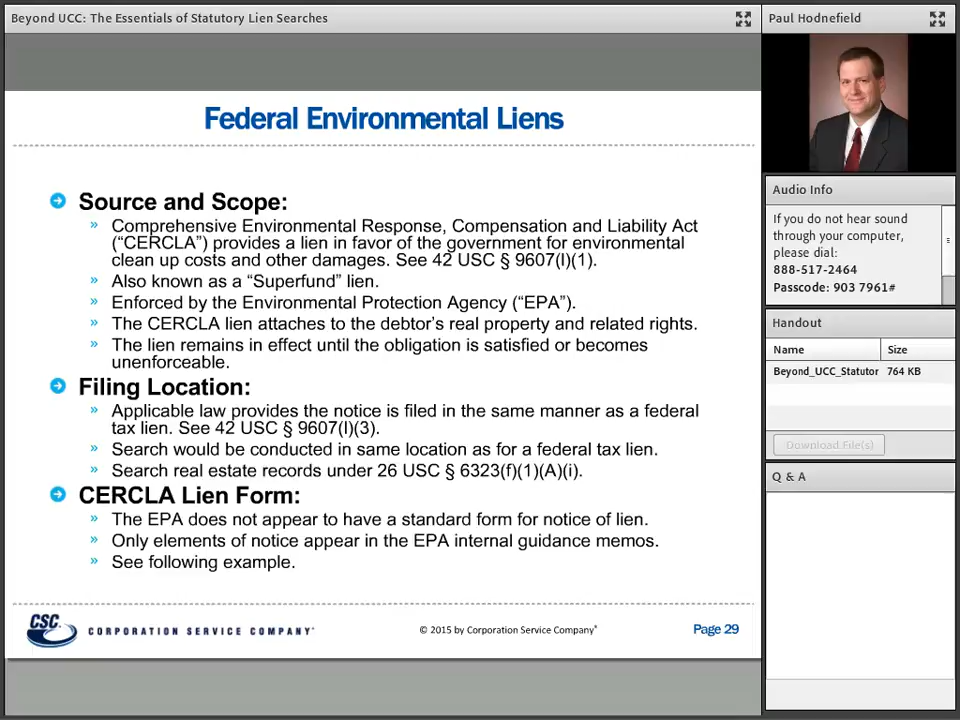 Beyond UCC: The Essentials of Statutory Lien Searches
Federal Environmental Liens
Source and Scope:
» Comprehensive Environmental Response, Compensation and Liability Act
("CERCLA") provides a lien in favor of the government for environmental
clean up costs and other damages. See 42 USC § 9607(l)(1).
» Also known as a “Superfund” lien.
» Enforced by the Environmental Protection Agency (“EPA”).
» The CERCLA lien attaches to the debtor’s real property and related rights.
» The lien remains in effect until the obligation is satisfied or becomes
unenforceable.
Filing Location:
» Applicable law provides the notice is filed in the same manner as a federal
tax lien. See 42 USC § 9607(l)(3).
» Search would be conducted in same location as for a federal tax lien.
» Search real estate records under 26 USC § 6323(f)(1)(A)(i).
CERCLA Lien Form:
» The EPA does not appear to have a standard form for notice of lien.
» Only elements of notice appear in the EPA internal guidance memos.
» See following example.
CSC. CORPORATION SERVICE COMPANY®
© 2015 by Corporation Service Company®
Page 29
Paul Hodnefield
Audio Info
If you do not hear sound
through your computer,
please dial:
888-517-2464
Passcode: 903 7961#
Handout
Name Size
Beyond_UCC_Statutor 764 KB
Download File(s)
Q & A